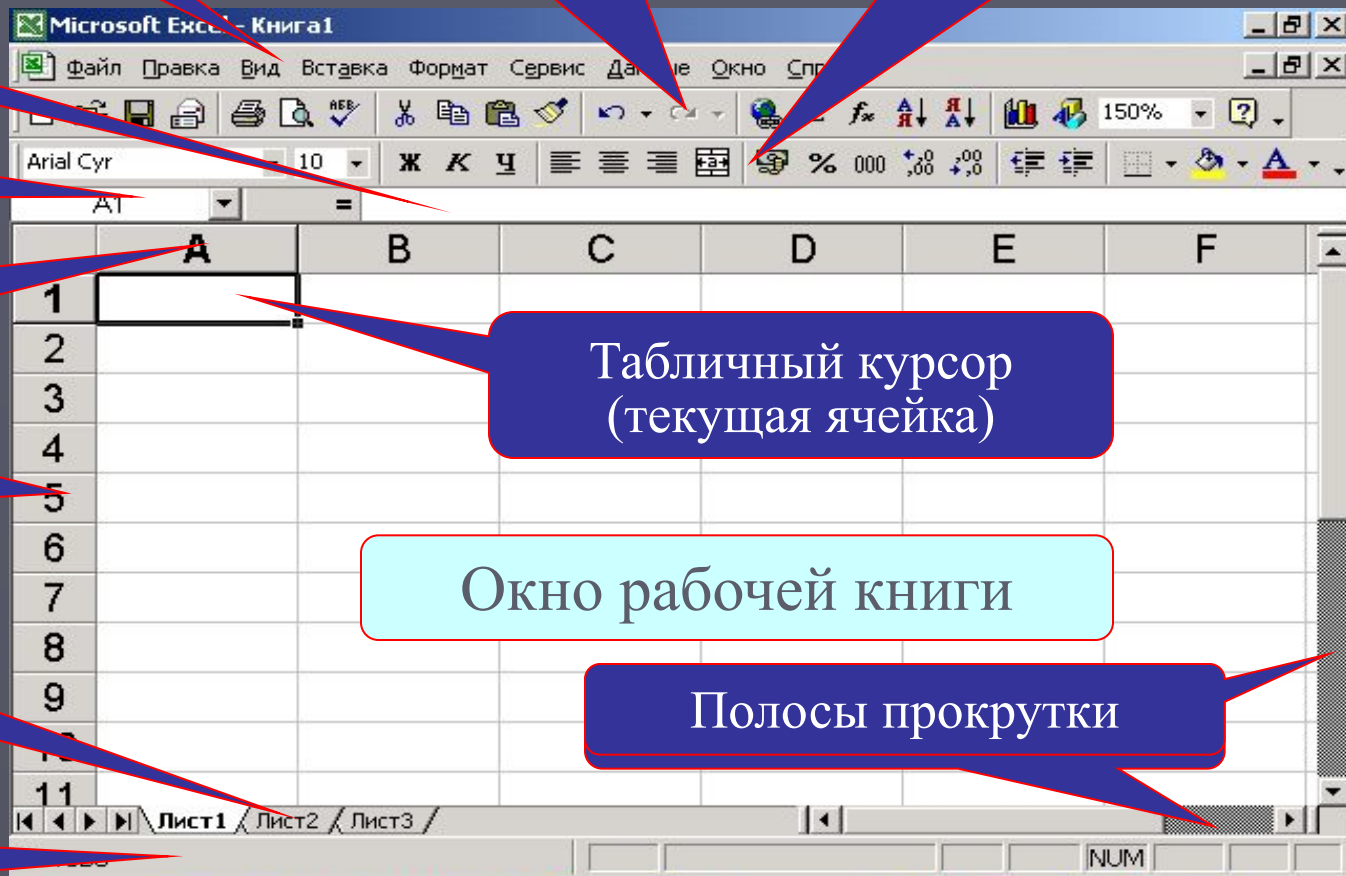 Microsoft Excel - Книга1
Файл Правка Вид Вставка Формат Сервис Данные Окно
150%
Arial Cyr 10 Ж К Ч % 000
A1 =
A B C D E F
1
2
Табличный курсор
3
(текущая ячейка)
4
5
6
Окно рабочей книги
7
8
9
Полосы прокрутки
11
Лист1 Лист2 Лист3
NUM